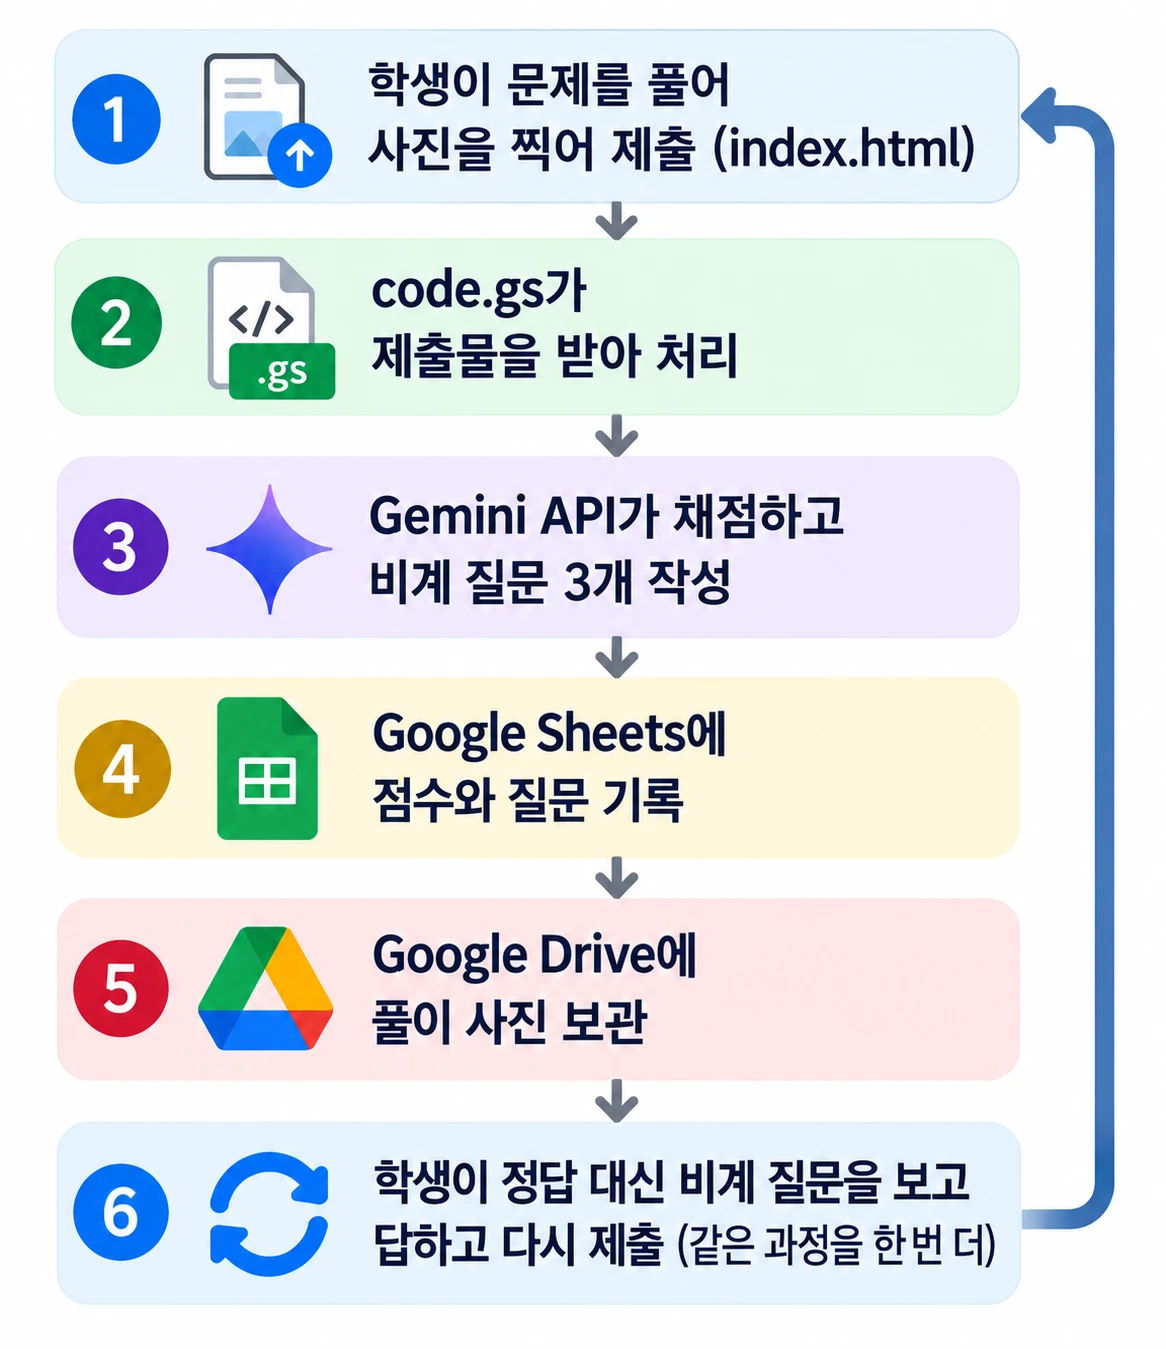 1
학생이 문제를 풀어
사진을 찍어 제출 (index.html)
2
</>
.gs
code.gs가
제출물을 받아 처리
3
Gemini API가 채점하고
비계 질문 3개 작성
4
Google Sheets에
점수와 질문 기록
5
Google Drive에
풀이 사진 보관
6
학생이 정답 대신 비계 질문을 보고
답하고 다시 제출 (같은 과정을 한 번 더)